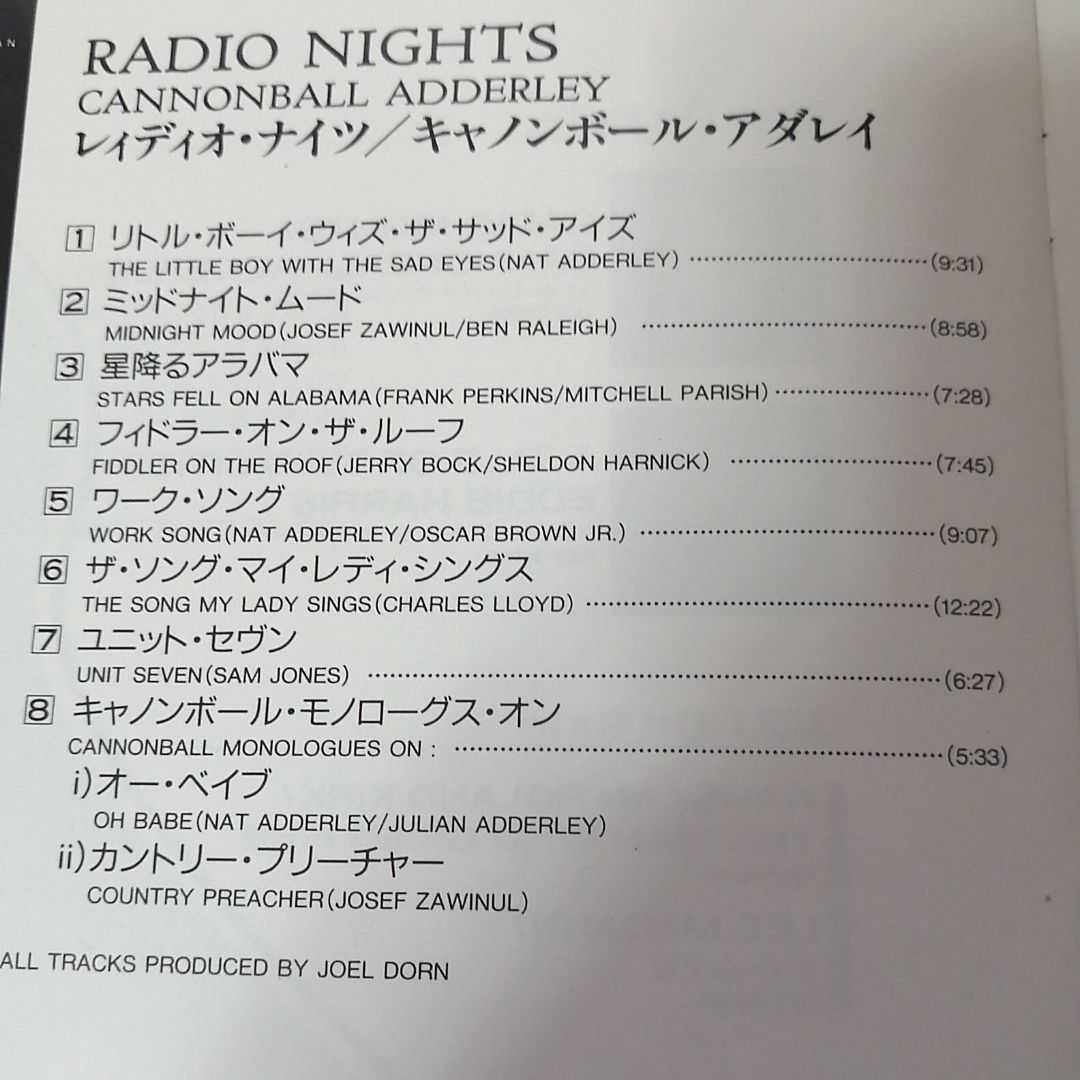 RADIO NIGHTS
CANNONBALL ADDERLEY
レイディオ・ナイツ／キャノンボール・アダレイ
1 リトル・ボーイ・ウィズ・ザ・サッド・アイズ
THE LITTLE BOY WITH THE SAD EYES(NAT ADDERLEY) ⋯⋯⋯⋯⋯⋯⋯⋯(9:31)
2 ミッドナイト・ムード
MIDNIGHT MOOD(JOSEF ZAWINUL/BEN RALEIGH) ⋯⋯⋯⋯⋯⋯⋯⋯⋯(8:58)
3 星降るアラバマ
STARS FELL ON ALABAMA(FRANK PERKINS/MITCHELL PARISH) ⋯⋯⋯⋯⋯(7:28)
4 フィドラー・オン・ザ・ルーフ
FIDDLER ON THE ROOF(JERRY BOCK/SHELDON HARNICK) ⋯⋯⋯⋯⋯⋯⋯(7:45)
5 ワーク・ソング
WORK SONG(NAT ADDERLEY/OSCAR BROWN JR.) ⋯⋯⋯⋯⋯⋯⋯⋯⋯⋯(9:07)
6 ザ・ソング・マイ・レディ・シングス
THE SONG MY LADY SINGS(CHARLES LLOYD) ⋯⋯⋯⋯⋯⋯⋯⋯⋯⋯⋯(12:22)
7 ユニット・セヴン
UNIT SEVEN(SAM JONES) ⋯⋯⋯⋯⋯⋯⋯⋯⋯⋯⋯⋯⋯⋯⋯⋯⋯⋯(6:27)
8 キャノンボール・モノローグス・オン
CANNONBALL MONOLOGUES ON : ⋯⋯⋯⋯⋯⋯⋯⋯⋯⋯⋯⋯⋯⋯⋯(5:33)
i)オー・ベイブ
OH BABE(NAT ADDERLEY/JULIAN ADDERLEY)
ii)カントリー・プリーチャー
COUNTRY PREACHER(JOSEF ZAWINUL)
ALL TRACKS PRODUCED BY JOEL DORN